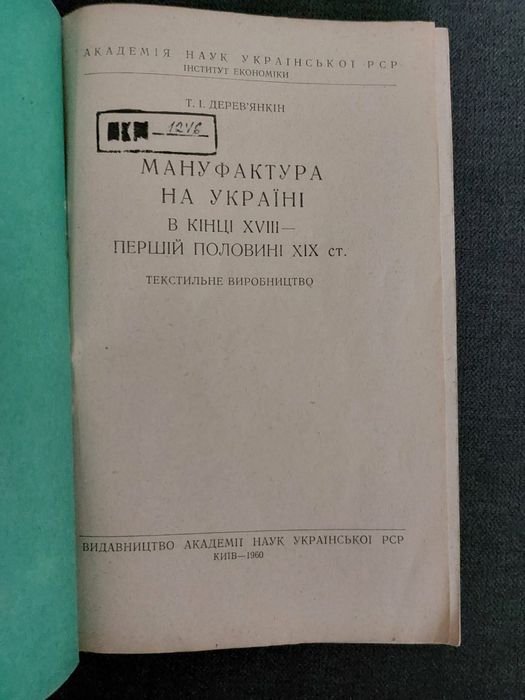 АКАДЕМІЯ НАУК УКРАЇНСЬКОЇ РСР
ІНСТИТУТ ЕКОНОМІКИ
Т. І. ДЕРЕВ'ЯНКІН
1246
МАНУФАКТУРА
НА УКРАЇНІ
В КІНЦІ XVIII—
ПЕРШІЙ ПОЛОВИНІ XIX ст.
ТЕКСТИЛЬНЕ ВИРОБНИЦТВО
ВИДАВНИЦТВО АКАДЕМІЇ НАУК УКРАЇНСЬКОЇ РСР
КИЇВ—1960